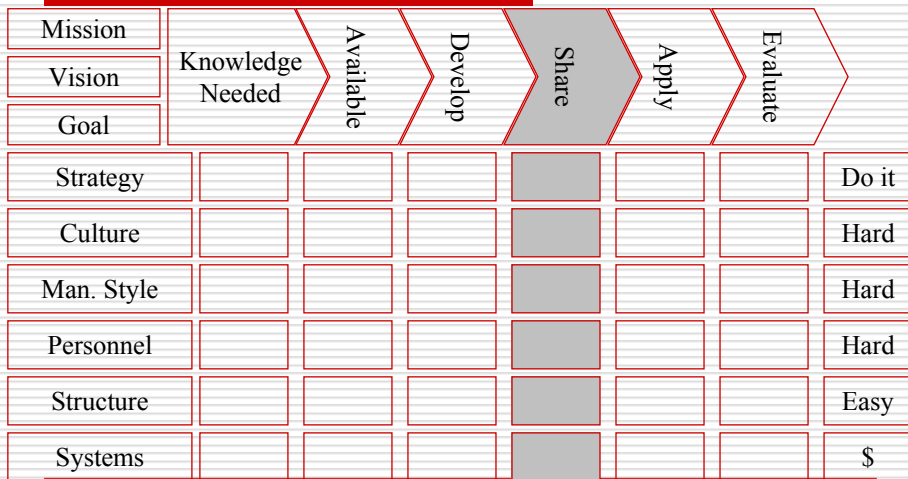 Mission
Vision
Goal
Knowledge
Needed
Available
Develop
Share
Apply
Evaluate
Strategy
Do it
Culture
Hard
Man. Style
Hard
Personnel
Hard
Structure
Easy
Systems
$